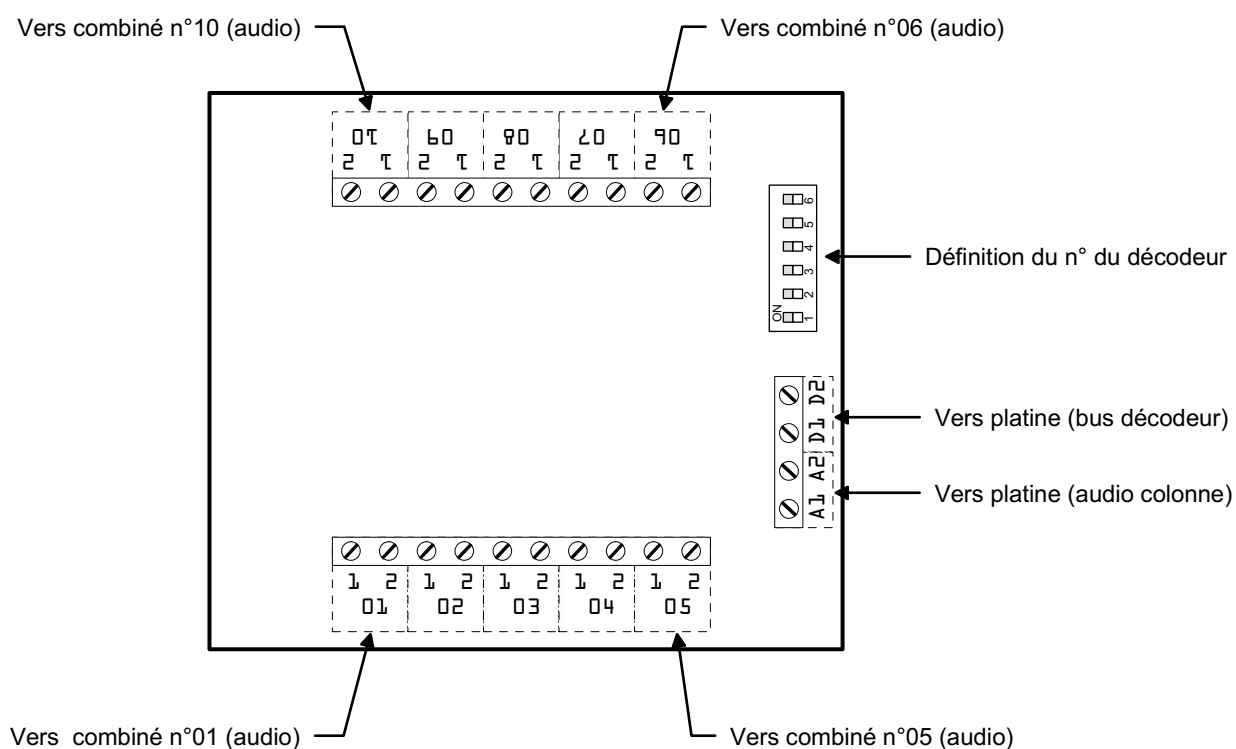 Vers combiné n°10 (audio)
Vers combiné n°06 (audio)
10 09 08 07 06
2 1 2 1 2 1 2 1 2 1
6
5
4
3
2
1
ON
Définition du n° du décodeur
D2
D1
Vers platine (bus décodeur)
A2
A1
Vers platine (audio colonne)
1 2 1 2 1 2 1 2 1 2
01 02 03 04 05
Vers combiné n°01 (audio)
Vers combiné n°05 (audio)